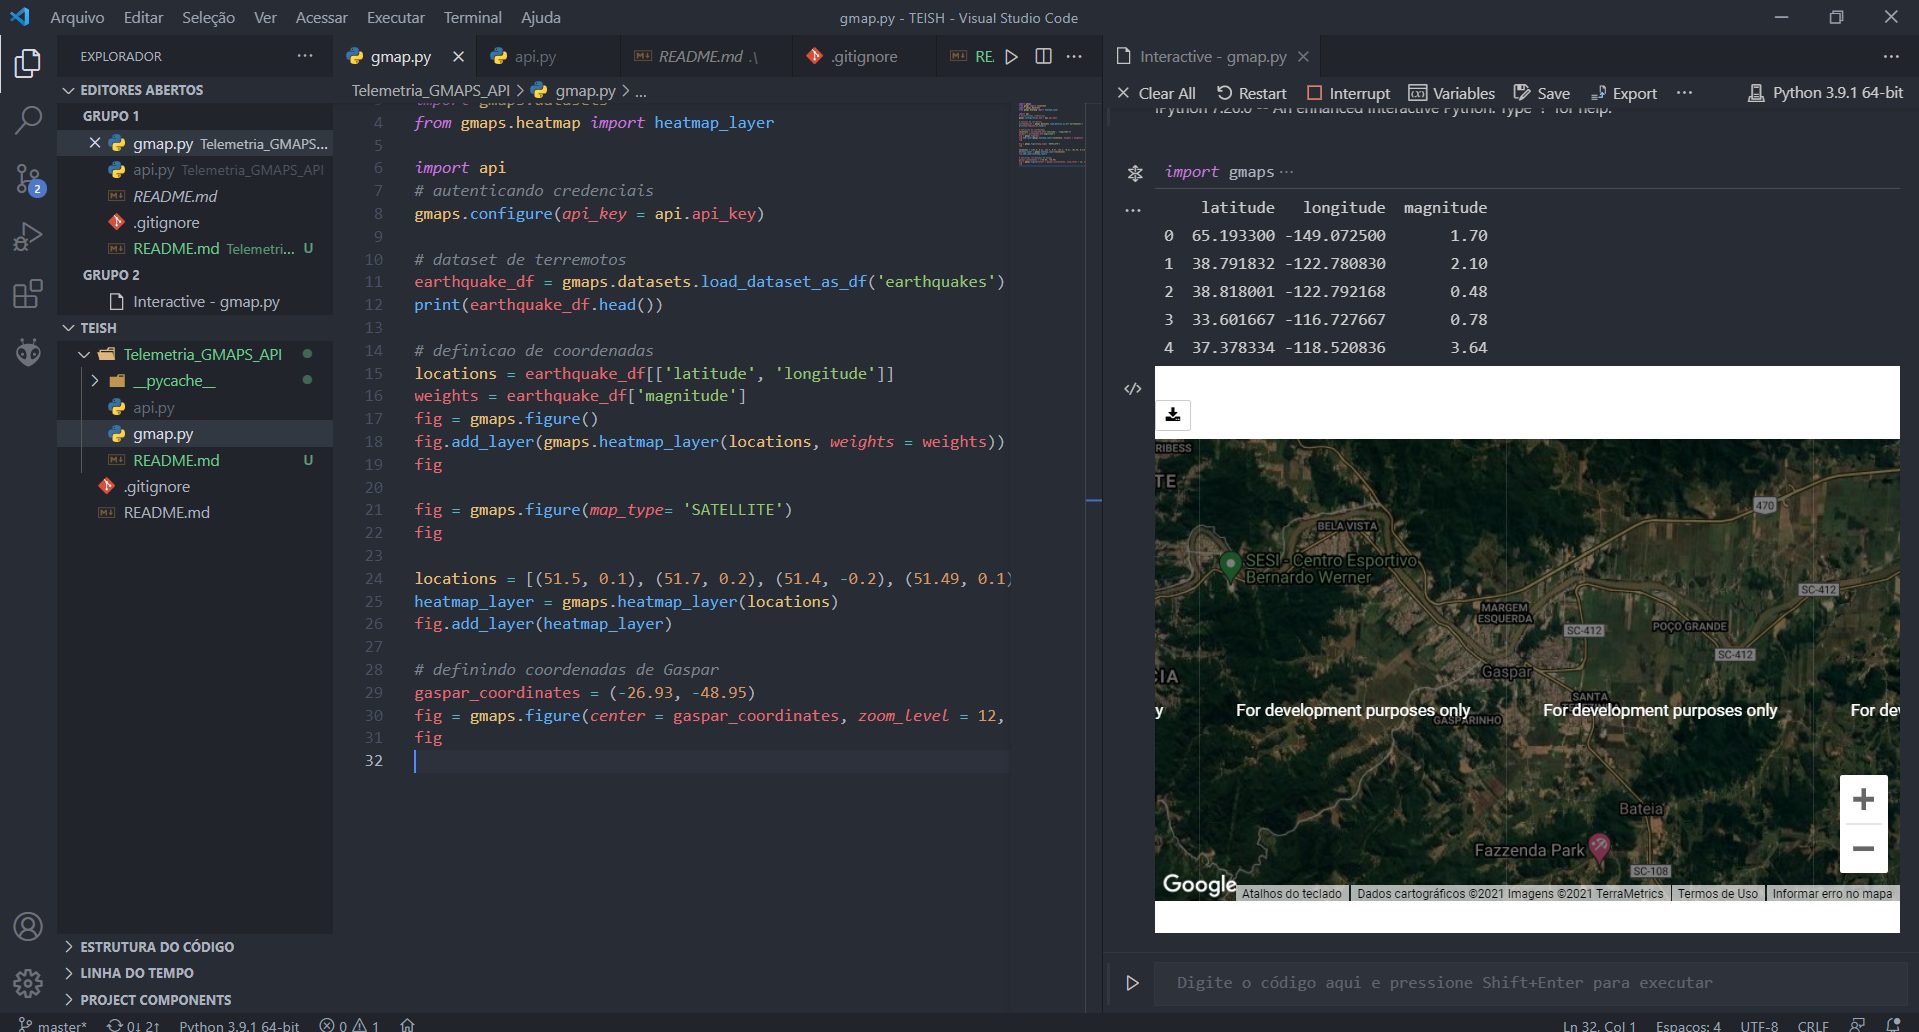 Arquivo Editar Seleção Ver Acessar Executar Terminal Ajuda
gmap.py - TEISH - Visual Studio Code
EXPLORADOR
EDITORES ABERTOS
GRUPO 1
gmap.py Telemetria_GMAPS...
api.py Telemetria_GMAPS_API
README.md
.gitignore
README.md Telemetri... U
GRUPO 2
Interactive - gmap.py
TEISH
Telemetria_GMAPS_API
__pycache__
api.py
gmap.py
README.md U
.gitignore
README.md
ESTRUTURA DO CÓDIGO
LINHA DO TEMPO
PROJECT COMPONENTS
2
gmap.py api.py README.md .\ .gitignore RE.
Telemetria_GMAPS_API > gmap.py > ...
3 import gmaps.datasets
4 from gmaps.heatmap import heatmap_layer
5
6 import api
7 # autenticando credenciais
8 gmaps.configure(api_key = api.api_key)
9
10 # dataset de terremotos
11 earthquake_df = gmaps.datasets.load_dataset_as_df('earthquakes')
12 print(earthquake_df.head())
13
14 # definicao de coordenadas
15 locations = earthquake_df[['latitude', 'longitude']]
16 weights = earthquake_df['magnitude']
17 fig = gmaps.figure()
18 fig.add_layer(gmaps.heatmap_layer(locations, weights = weights))
19 fig
20
21 fig = gmaps.figure(map_type= 'SATELLITE')
22 fig
23
24 locations = [(51.5, 0.1), (51.7, 0.2), (51.4, -0.2), (51.49, 0.1)
25 heatmap_layer = gmaps.heatmap_layer(locations)
26 fig.add_layer(heatmap_layer)
27
28 # definindo coordenadas de Gaspar
29 gaspar_coordinates = (-26.93, -48.95)
30 fig = gmaps.figure(center = gaspar_coordinates, zoom_level = 12,
31 fig
32
Interactive - gmap.py
Clear All Restart Interrupt Variables Save Export ... Python 3.9.1 64-bit
IPython 7.26.0 -- An enhanced Interactive Python. Type '?' for help.
import gmaps ...
latitude longitude magnitude
0 65.193300 -149.072500 1.70
1 38.791832 -122.780830 2.10
2 38.818001 -122.792168 0.48
3 33.601667 -116.727667 0.78
4 37.378334 -118.520836 3.64
RIBESS
TE
470
BELA VISTA
SESI - Centro Esportivo
Bernardo Werner
SC-412
MARGEM
ESQUERDA
SC-412
POÇO GRANDE
SC-412
Gaspar
CIA
SANTA
y For development purposes only For development purposes only For dev
GASPARINHO
Bateia
Fazzenda Park
SC-108
+
−
Google
Atalhos do teclado Dados cartográficos ©2021 Imagens ©2021 TerraMetrics Termos de Uso Informar erro no mapa
Digite o código aqui e pressione Shift+Enter para executar
master* 0↓ 2↑ Python 3.9.1 64-bit 0 1
Ln 32, Col 1 Espaços: 4 UTF-8 CRLF